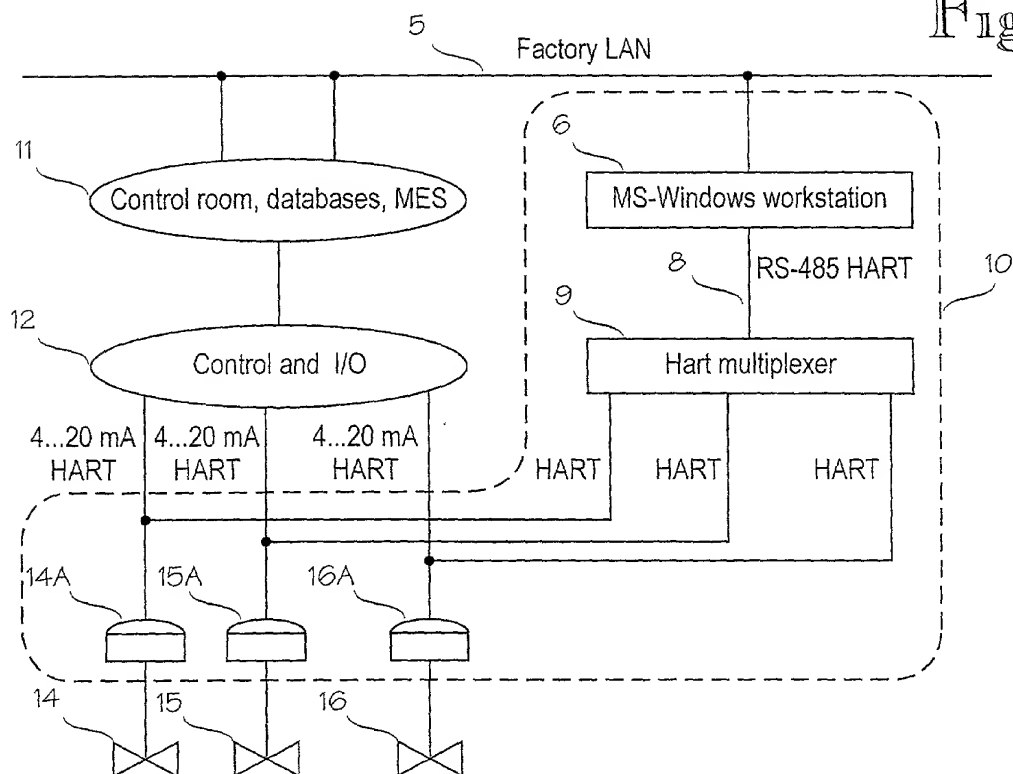 Fig
5
Factory LAN
11
Control room, databases, MES
6
MS-Windows workstation
8
RS-485 HART
10
12
Control and I/O
9
Hart multiplexer
4...20 mA 4...20 mA 4...20 mA
HART HART HART HART HART HART
14A 15A 16A
14 15 16